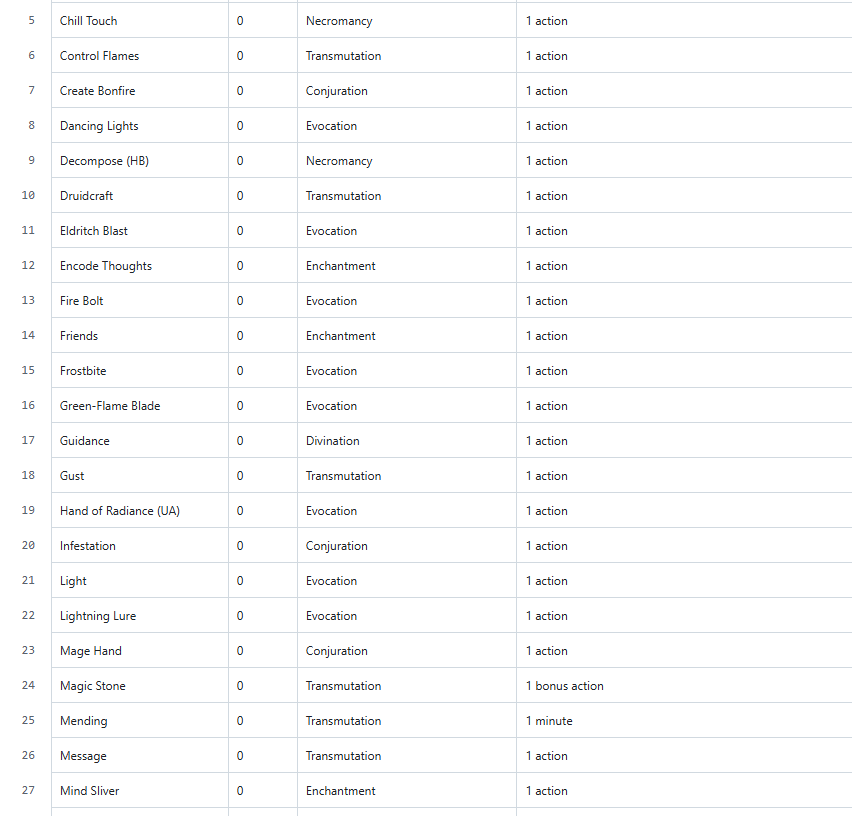 5 Chill Touch 0 Necromancy 1 action
6 Control Flames 0 Transmutation 1 action
7 Create Bonfire 0 Conjuration 1 action
8 Dancing Lights 0 Evocation 1 action
9 Decompose (HB) 0 Necromancy 1 action
10 Druidcraft 0 Transmutation 1 action
11 Eldritch Blast 0 Evocation 1 action
12 Encode Thoughts 0 Enchantment 1 action
13 Fire Bolt 0 Evocation 1 action
14 Friends 0 Enchantment 1 action
15 Frostbite 0 Evocation 1 action
16 Green-Flame Blade 0 Evocation 1 action
17 Guidance 0 Divination 1 action
18 Gust 0 Transmutation 1 action
19 Hand of Radiance (UA) 0 Evocation 1 action
20 Infestation 0 Conjuration 1 action
21 Light 0 Evocation 1 action
22 Lightning Lure 0 Evocation 1 action
23 Mage Hand 0 Conjuration 1 action
24 Magic Stone 0 Transmutation 1 bonus action
25 Mending 0 Transmutation 1 minute
26 Message 0 Transmutation 1 action
27 Mind Sliver 0 Enchantment 1 action